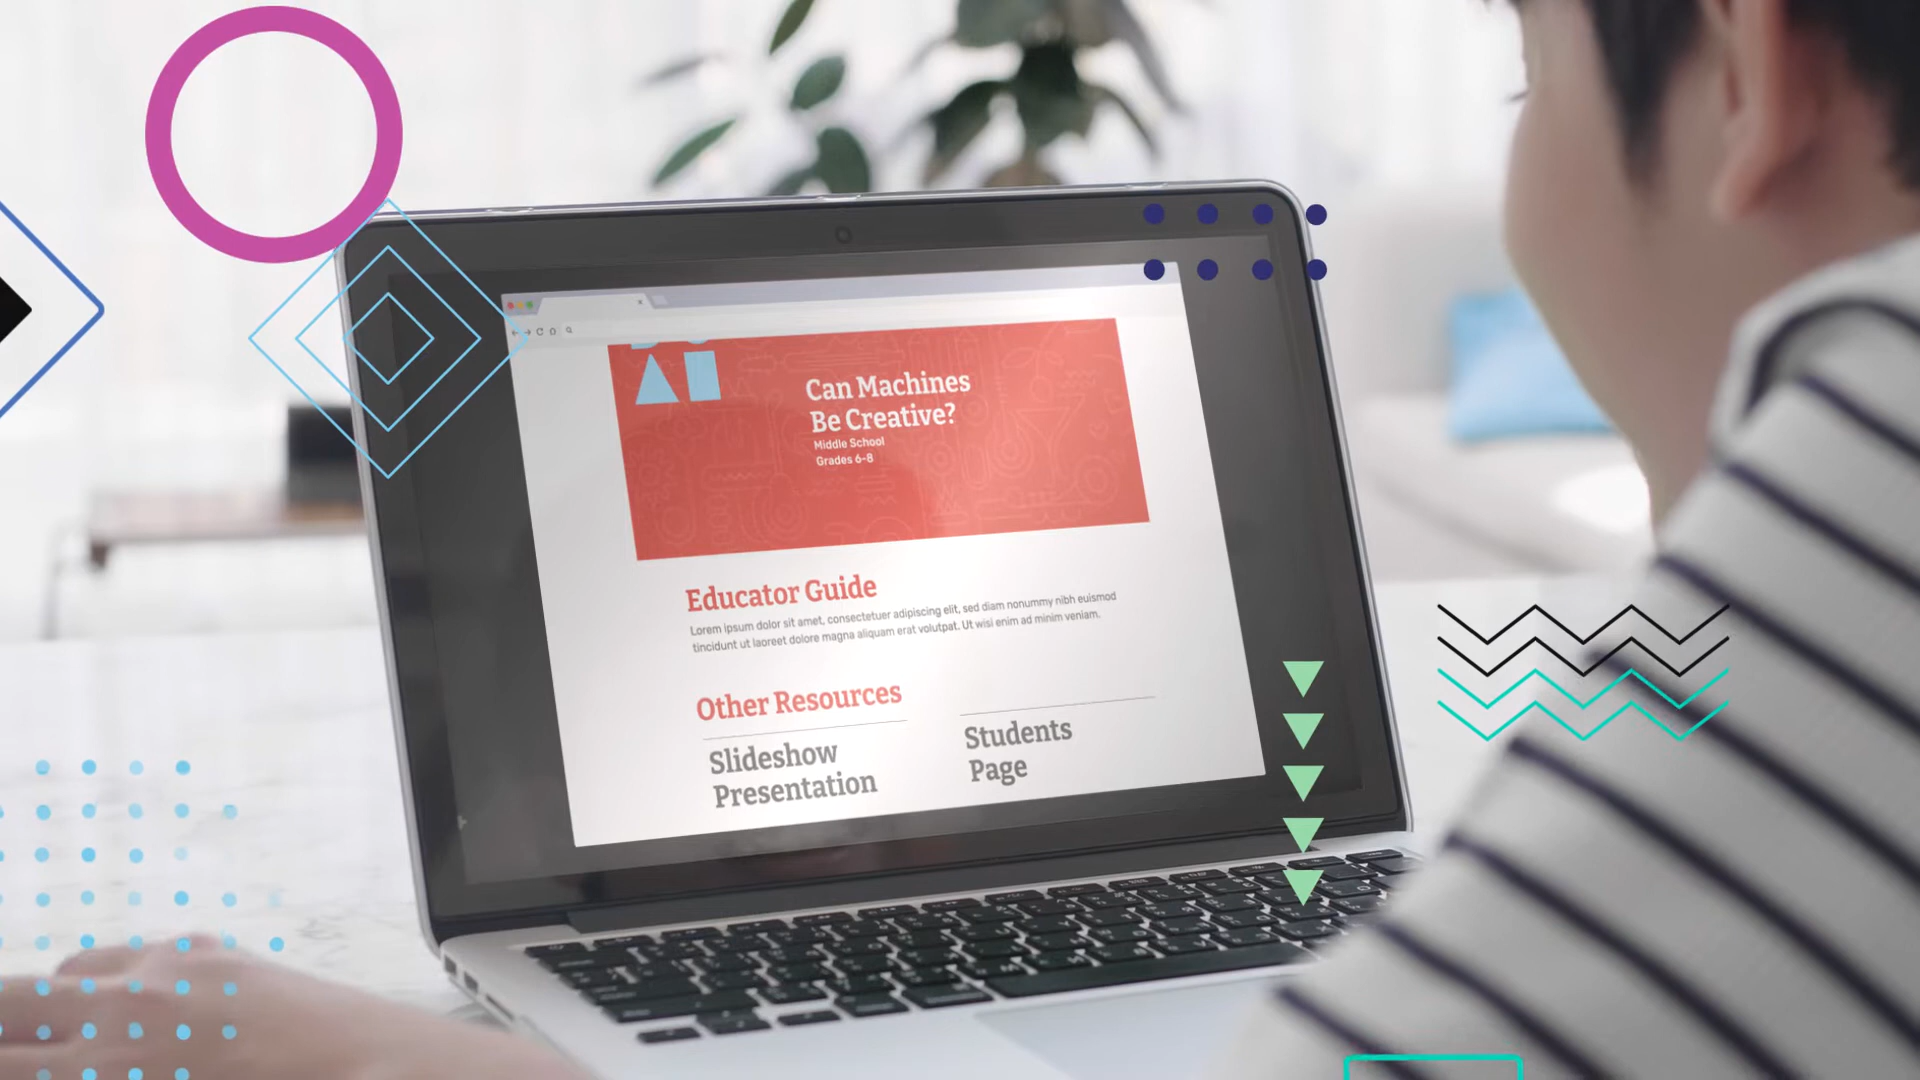 Can Machines
Be Creative?
Middle School
Grades 6-8
Educator Guide
Lorem ipsum dolor sit amet, consectetuer adipiscing elit, sed diam nonummy nibh euismod
tincidunt ut laoreet dolore magna aliquam erat volutpat. Ut wisi enim ad minim veniam.
Other Resources
Slideshow
Presentation
Students
Page